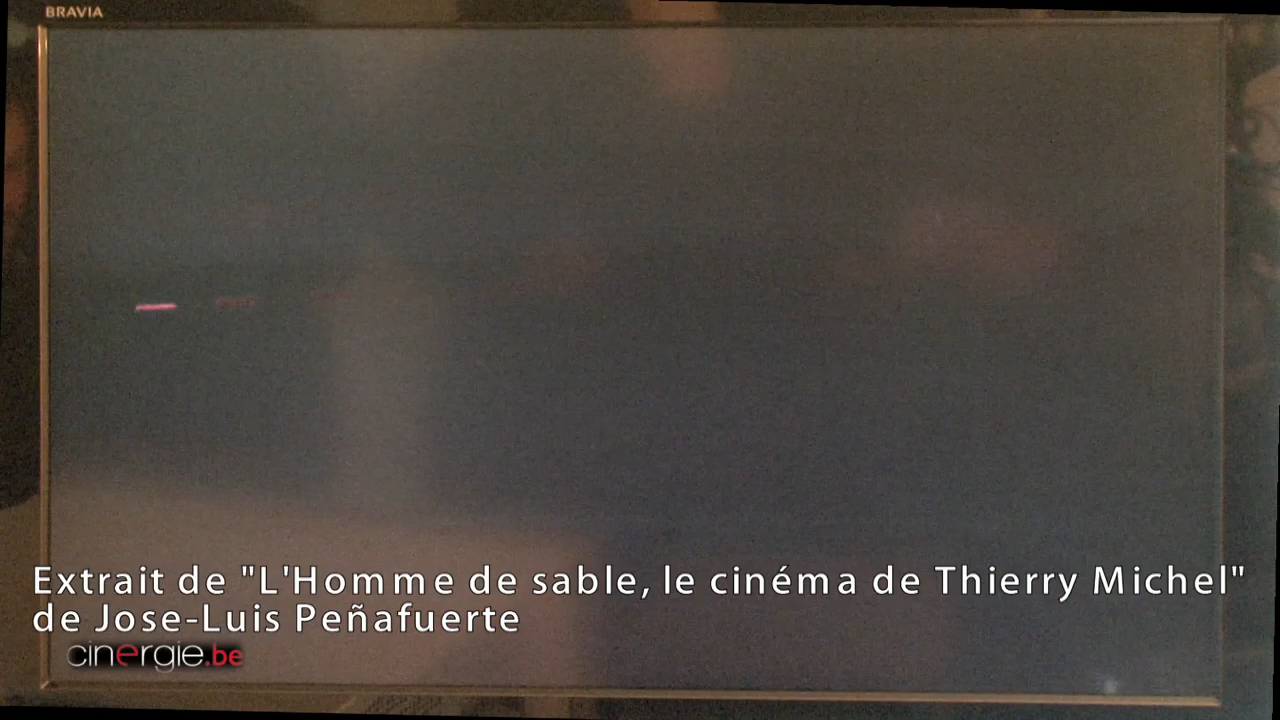 BRAVIA
Extrait de "L'Homme de sable, le cinéma de Thierry Michel"
de Jose-Luis Peñafuerte
cinergie.be